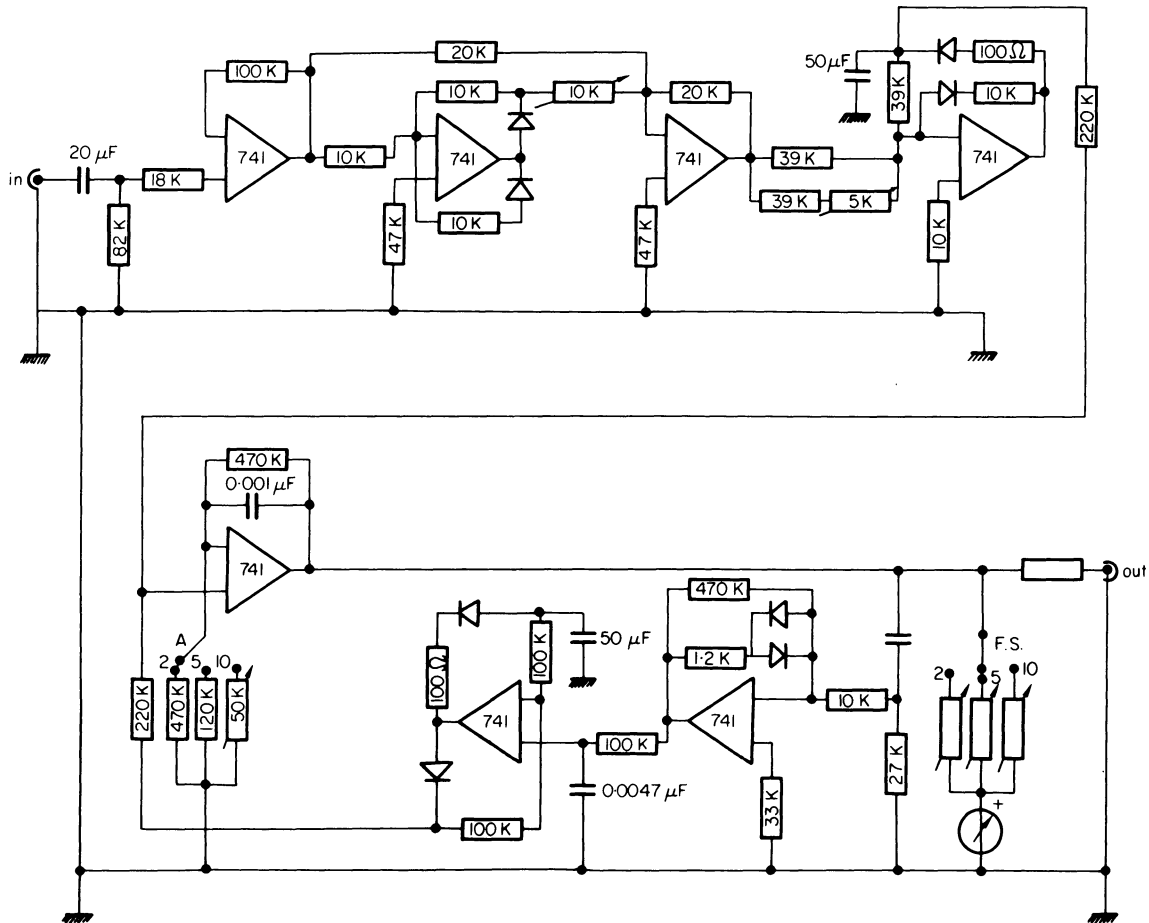 20 K
100 K
10 K
10 K
20 K
50 μF
39 K
100 Ω
10 K
220 K
20 μF
in
18 K
741
10 K
741
741
39 K
741
82 K
47 K
10 K
47 K
39 K
5 K
10 K
470 K
0·001 μF
741
out
A
2
5
10
220 K
470 K
120 K
50 K
100 Ω
100 K
50 μF
470 K
1·2 K
F.S.
2
5
10
741
741
10 K
100 K
0·0047 μF
33 K
27 K
100 K
+